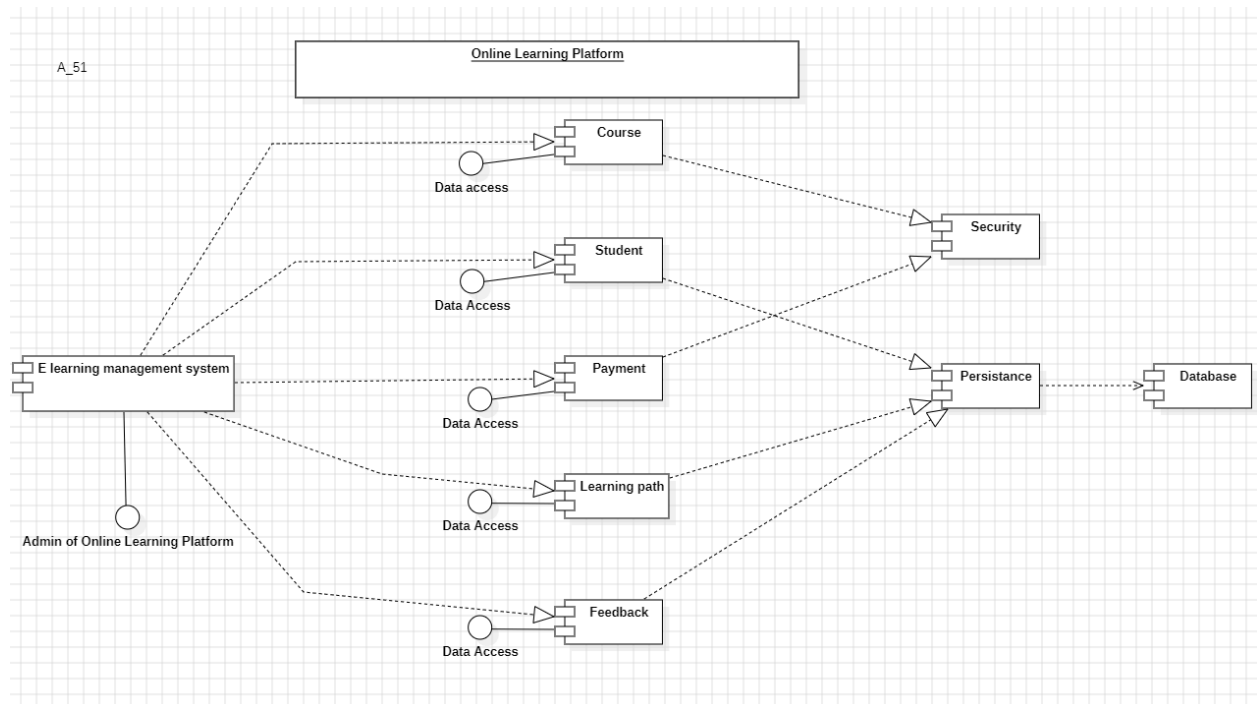 Online Learning Platform
A_51
Course
Data access
Security
Student
Data Access
E learning management system
Payment
Persistance
Database
Data Access
Learning path
Data Access
Admin of Online Learning Platform
Feedback
Data Access